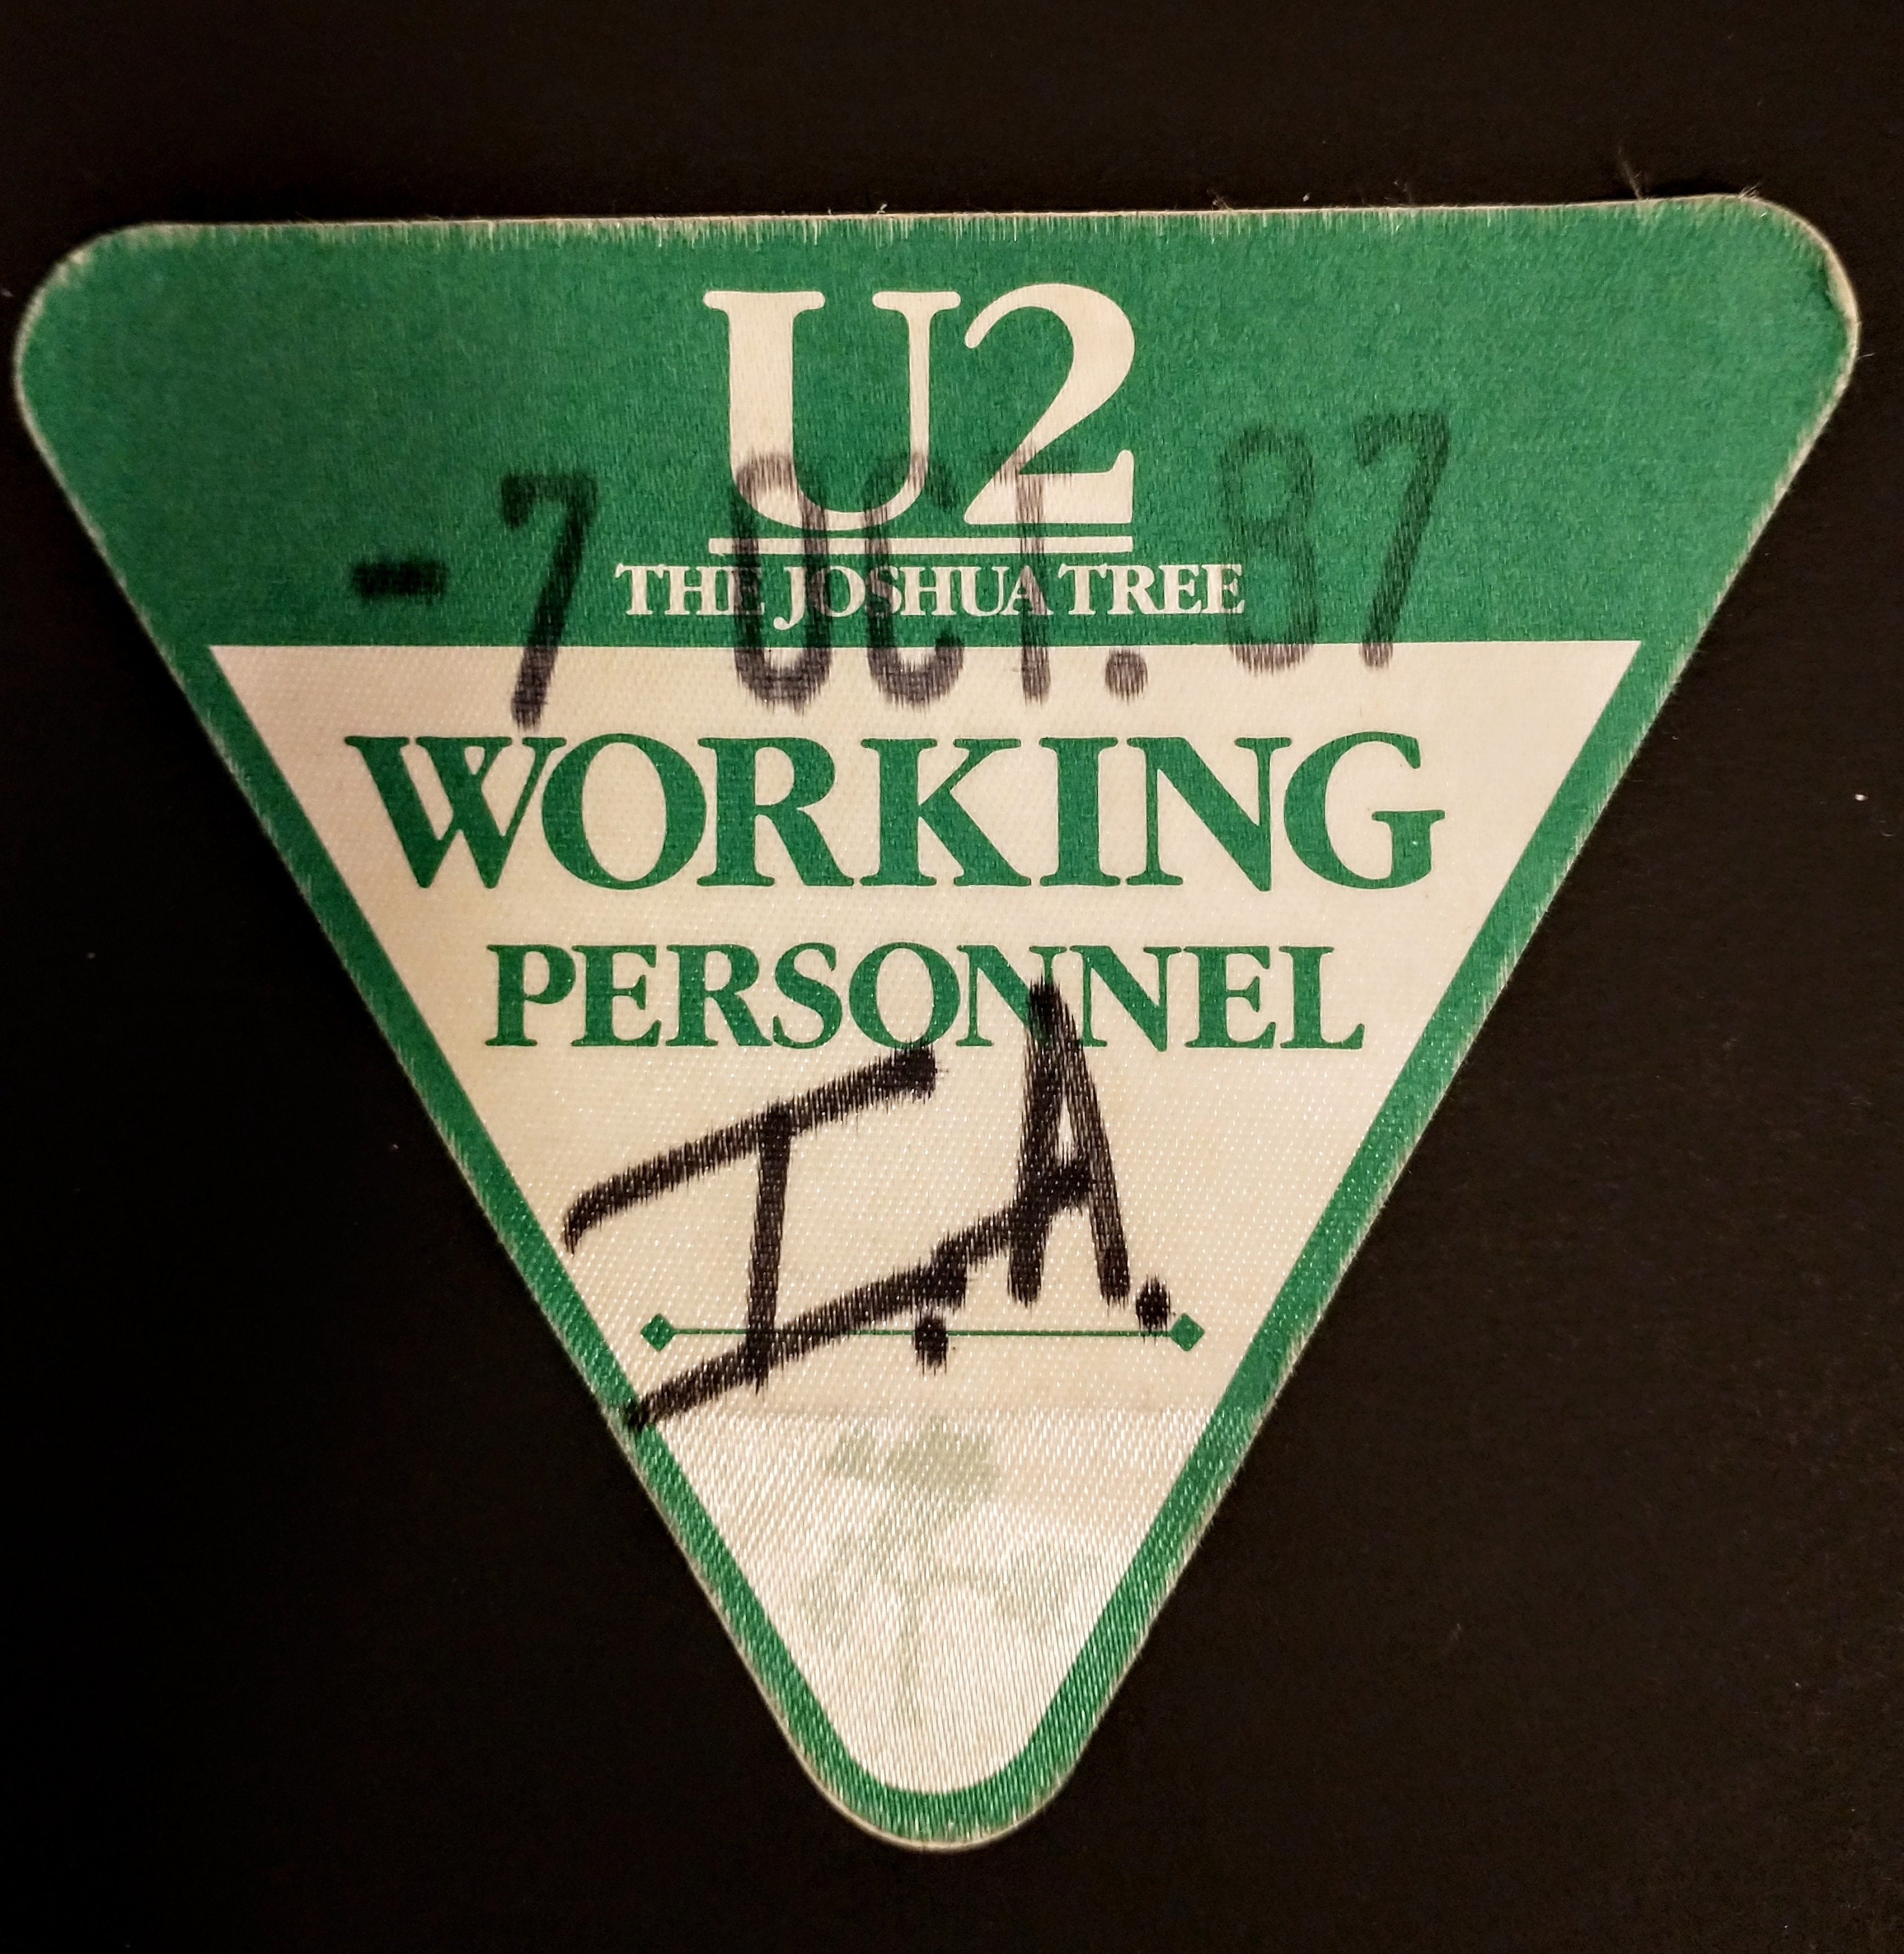 U2
THE JOSHUA TREE
-7 OCT. 87
WORKING
PERSONNEL
I.A.